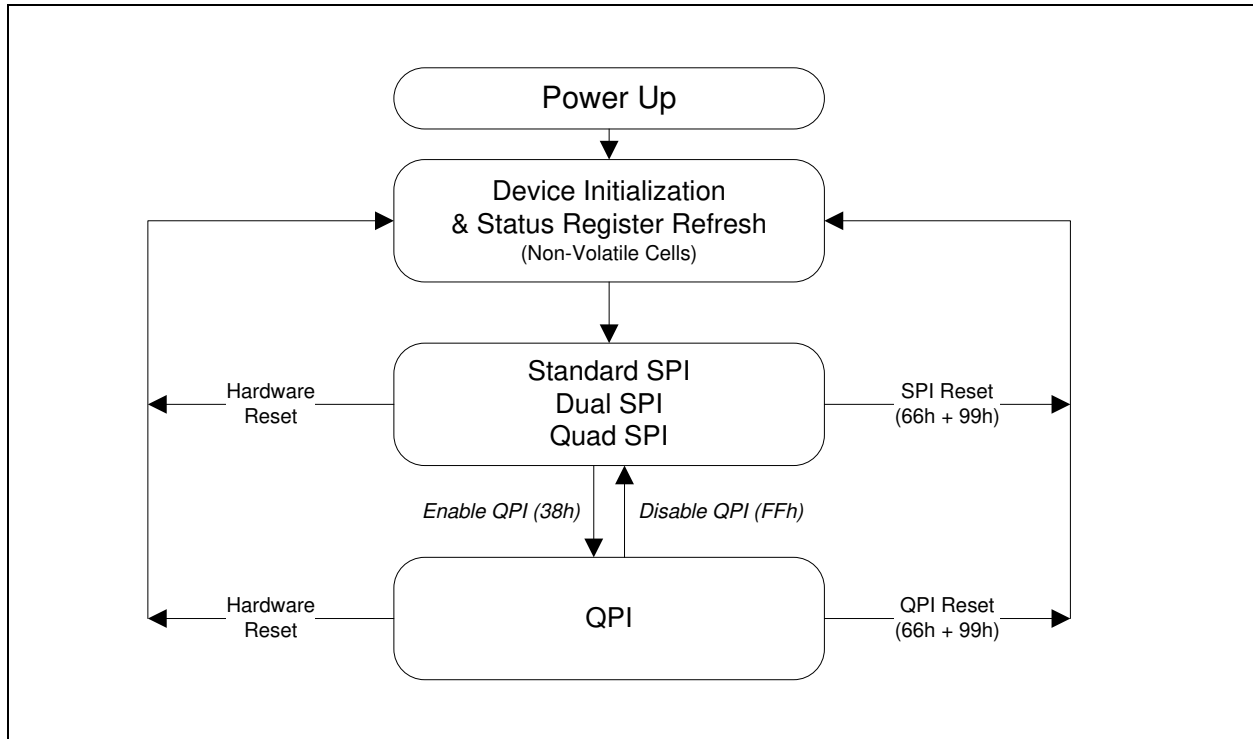 Power Up
Device Initialization
& Status Register Refresh
(Non-Volatile Cells)
Standard SPI
Dual SPI
Quad SPI
Hardware
Reset
SPI Reset
(66h + 99h)
Enable QPI (38h)
Disable QPI (FFh)
QPI
Hardware
Reset
QPI Reset
(66h + 99h)